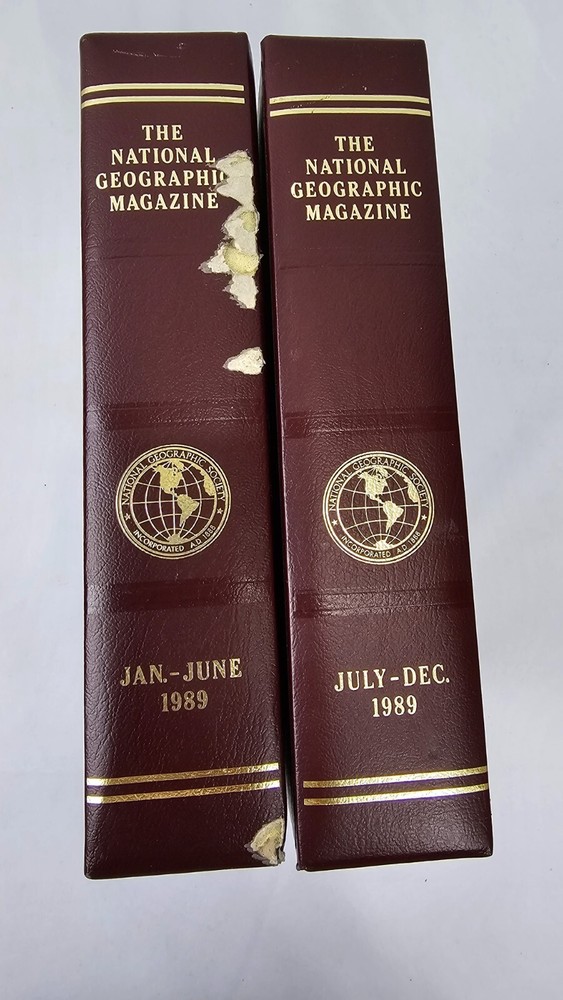 THE
NATIONAL
GEOGRAPHIC
MAGAZINE
NATIONAL GEOGRAPHIC SOCIETY
INCORPORATED A.D. 1888
JAN.-JUNE
1989
THE
NATIONAL
GEOGRAPHIC
MAGAZINE
NATIONAL GEOGRAPHIC SOCIETY
INCORPORATED A.D. 1888
JULY-DEC.
1989